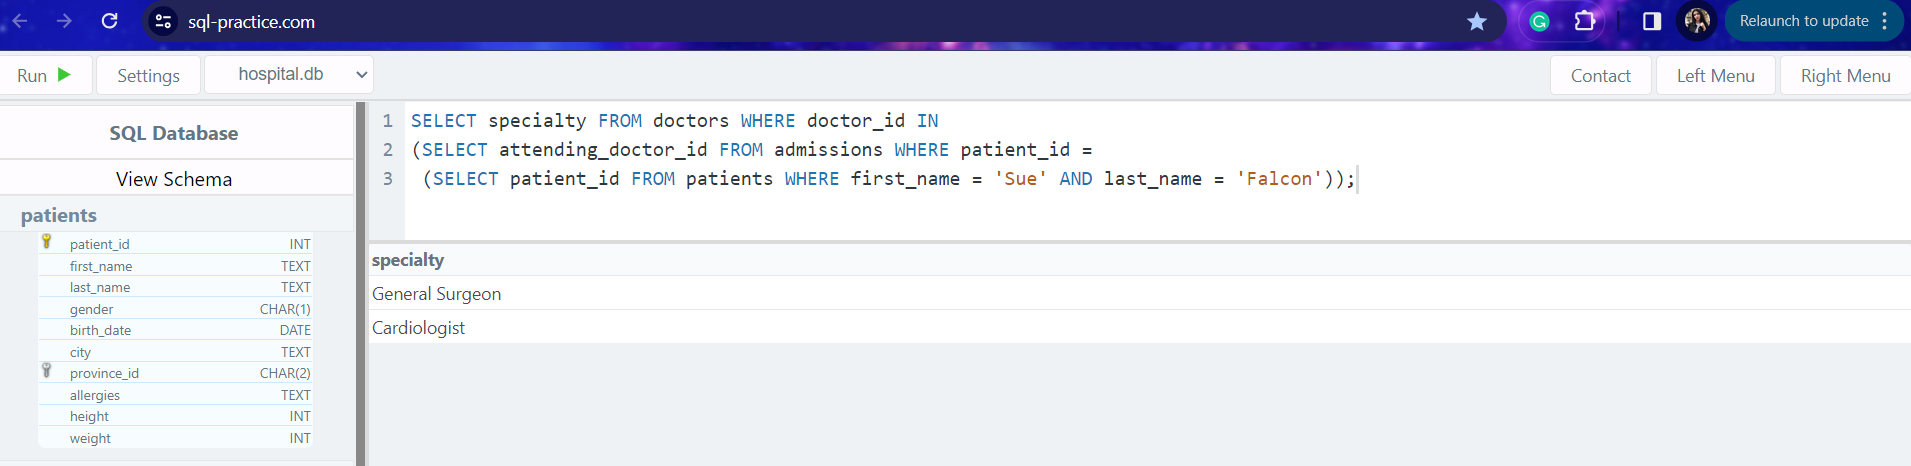 sql-practice.com
Relaunch to update
Run
Settings
hospital.db
Contact
Left Menu
Right Menu
SQL Database
View Schema
patients
patient_id INT
first_name TEXT
last_name TEXT
gender CHAR(1)
birth_date DATE
city TEXT
province_id CHAR(2)
allergies TEXT
height INT
weight INT
1 SELECT specialty FROM doctors WHERE doctor_id IN
2 (SELECT attending_doctor_id FROM admissions WHERE patient_id =
3 (SELECT patient_id FROM patients WHERE first_name = 'Sue' AND last_name = 'Falcon'));
specialty
General Surgeon
Cardiologist